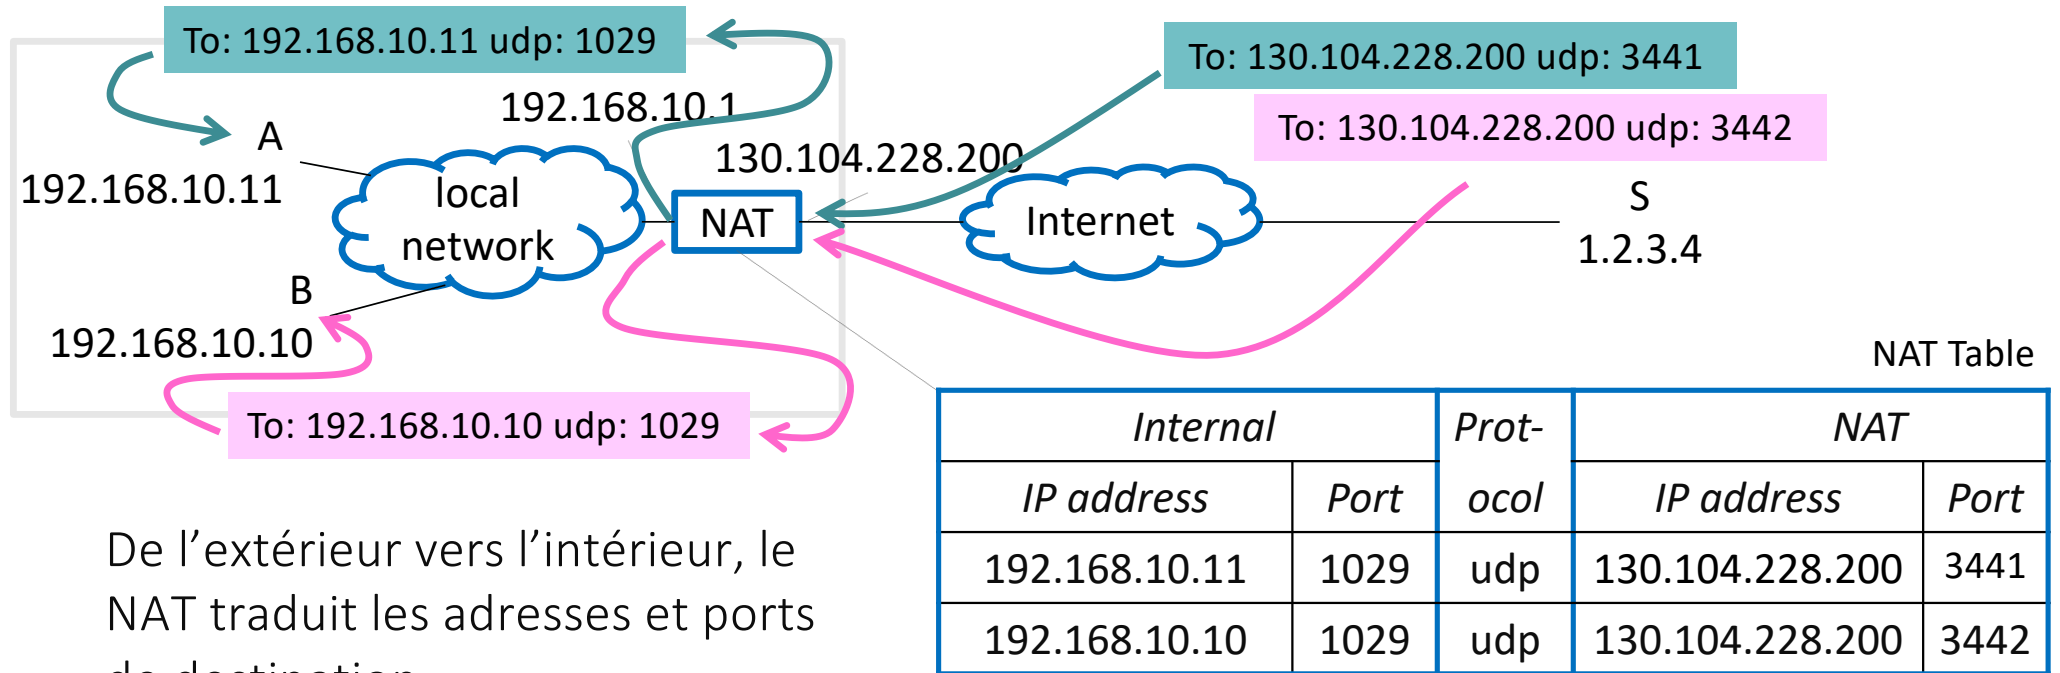 To: 192.168.10.11 udp: 1029
To: 130.104.228.200 udp: 3441
192.168.10.1
To: 130.104.228.200 udp: 3442
A
130.104.228.200
192.168.10.11
local
network
NAT
Internet
S
1.2.3.4
B
192.168.10.10
NAT Table
To: 192.168.10.10 udp: 1029
Internal Prot- NAT
IP address Port ocol IP address Port
192.168.10.11 1029 udp 130.104.228.200 3441
192.168.10.10 1029 udp 130.104.228.200 3442
De l’extérieur vers l’intérieur, le
NAT traduit les adresses et ports
de destination